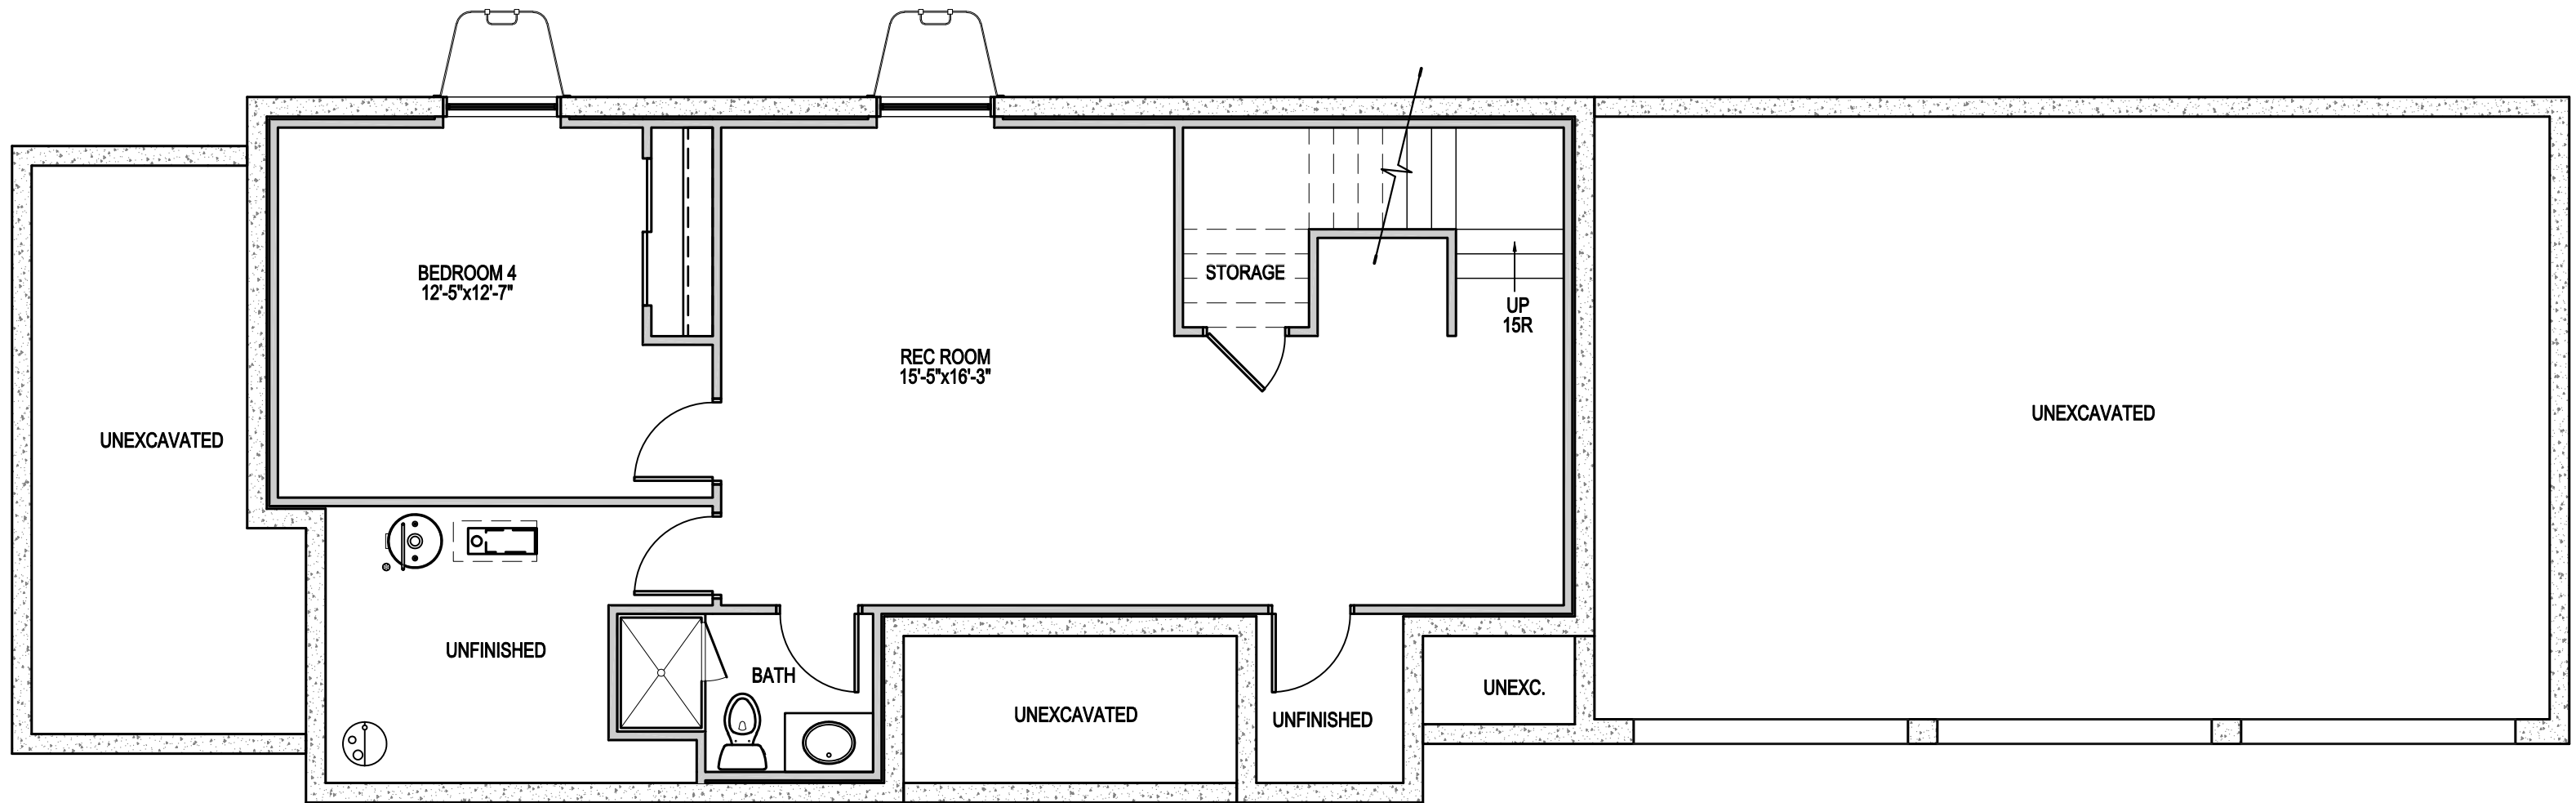 BEDROOM 4
12'-5"x12'-7"
STORAGE
UP
15R
REC ROOM
15'-5"x16'-3"
UNEXCAVATED
UNEXCAVATED
UNFINISHED
BATH
UNEXC.
UNEXCAVATED
UNFINISHED